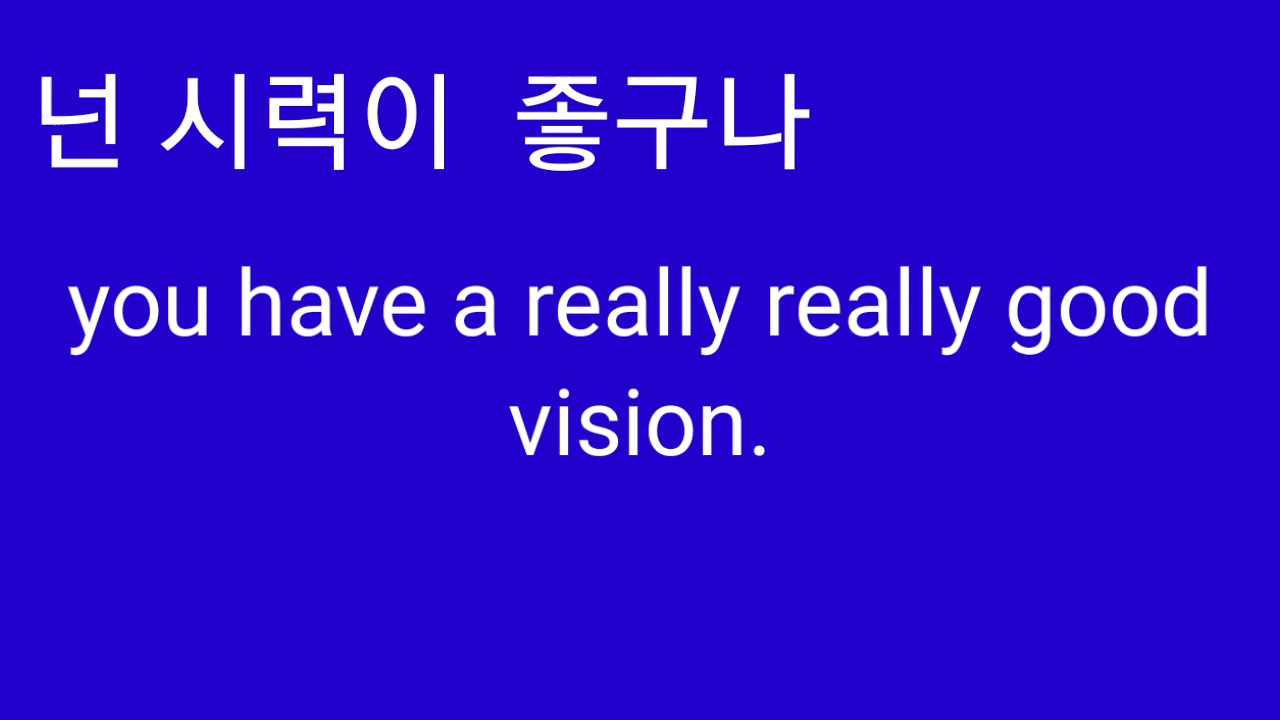 넌 시력이  좋구나
you have a really really good
vision.